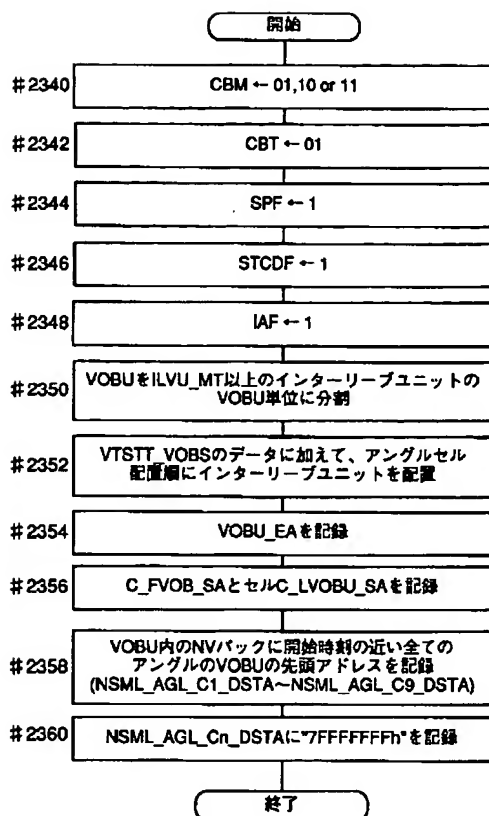 開始
#2340
CBM ← 01,10 or 11
#2342
CBT ← 01
#2344
SPF ← 1
#2346
STCDF ← 1
#2348
IAF ← 1
#2350
VOBUをILVU_MT以上のインターリーブユニットの
VOBU単位に分割
#2352
VTSTT_VOBSのデータに加えて、アングルセル
配置順にインターリーブユニットを配置
#2354
VOBU_EAを記録
#2356
C_FVOB_SAとセルC_LVOBU_SAを記録
#2358
VOBU内のNVパックに開始時刻の近い全ての
アングルのVOBUの先頭アドレスを記録
(NSML_AGL_C1_DSTA～NSML_AGL_C9_DSTA)
#2360
NSML_AGL_Cn_DSTAに"7FFFFFFFh"を記録
終了